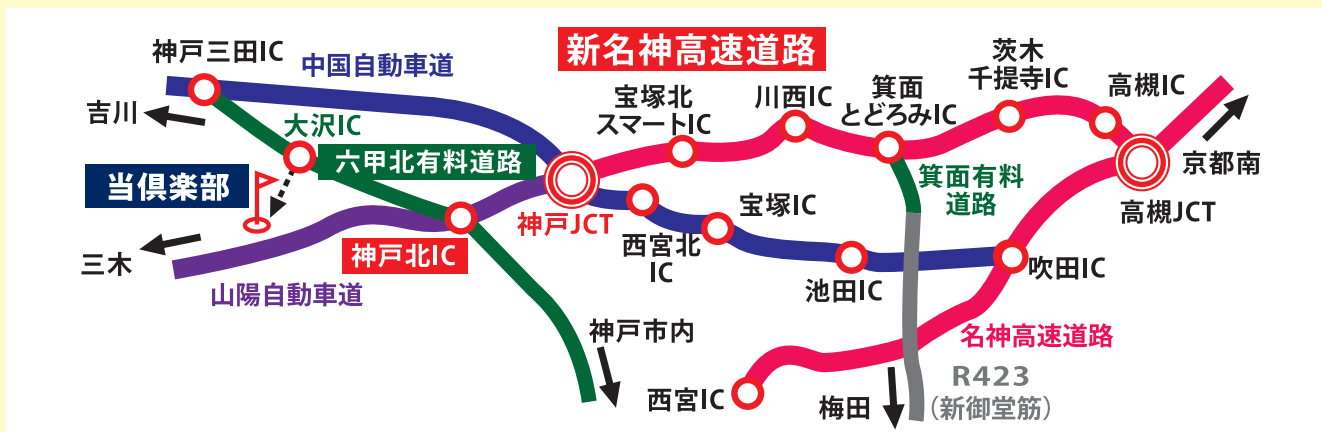 神戸三田IC
中国自動車道
新名神高速道路
茨木
千提寺IC
高槻IC
吉川
大沢IC
宝塚北
スマートIC
川西IC
箕面
とどろみIC
六甲北有料道路
京都南
当倶楽部
箕面有料
道路
神戸JCT
宝塚IC
高槻JCT
三木
神戸北IC
西宮北
IC
池田IC
吹田IC
山陽自動車道
神戸市内
名神高速道路
西宮IC
梅田
R423
(新御堂筋)